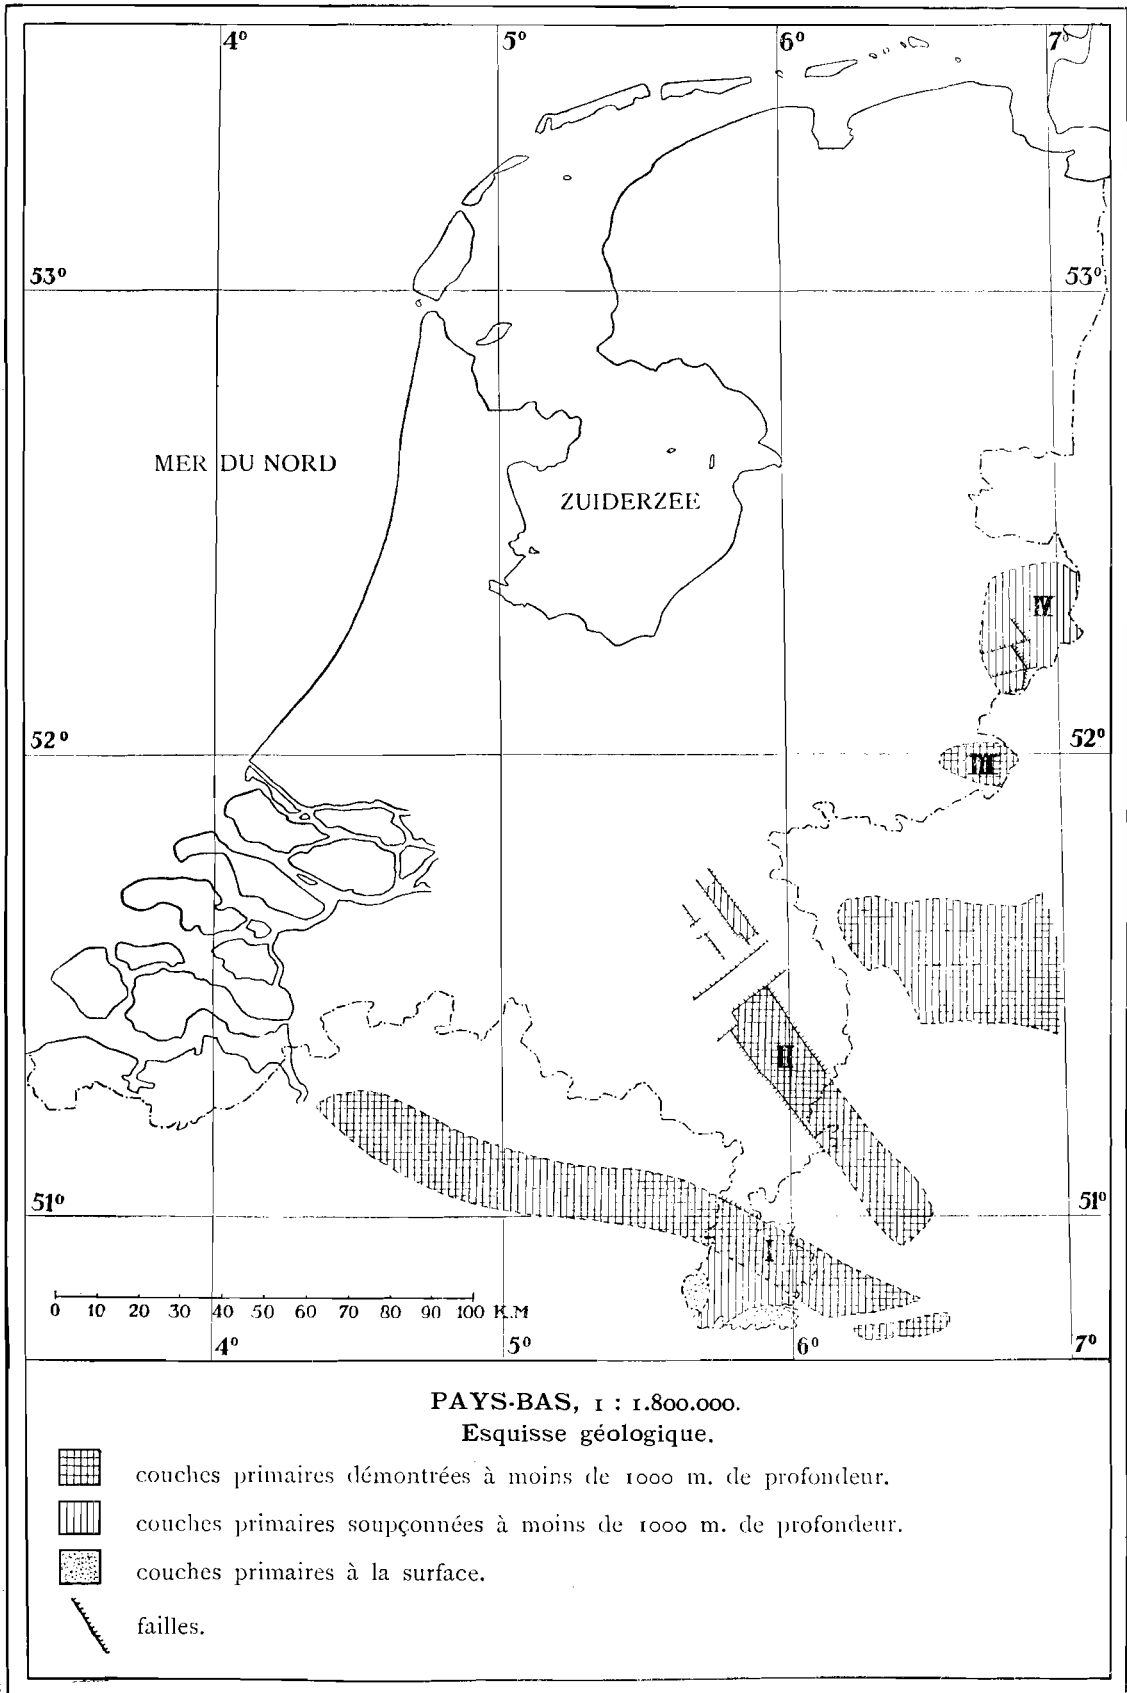 4° 5° 6° 7°
53° 53°
MER DU NORD
ZUIDERZEE
IV
52° 52°
III
II
51° 51°
I
0 10 20 30 40 50 60 70 80 90 100 K.M
4° 5° 6° 7°
PAYS-BAS, 1 : 1.800.000.
Esquisse géologique.
couches primaires démontrées à moins de 1000 m. de profondeur.
couches primaires soupçonnées à moins de 1000 m. de profondeur.
couches primaires à la surface.
failles.